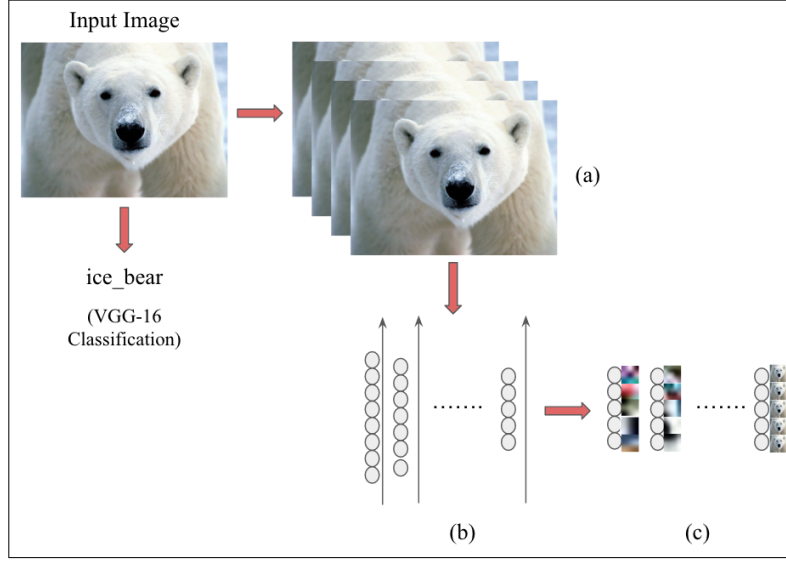 Input Image
(a)
ice_bear
(VGG-16
Classification)
.......
.......
(b)
(c)